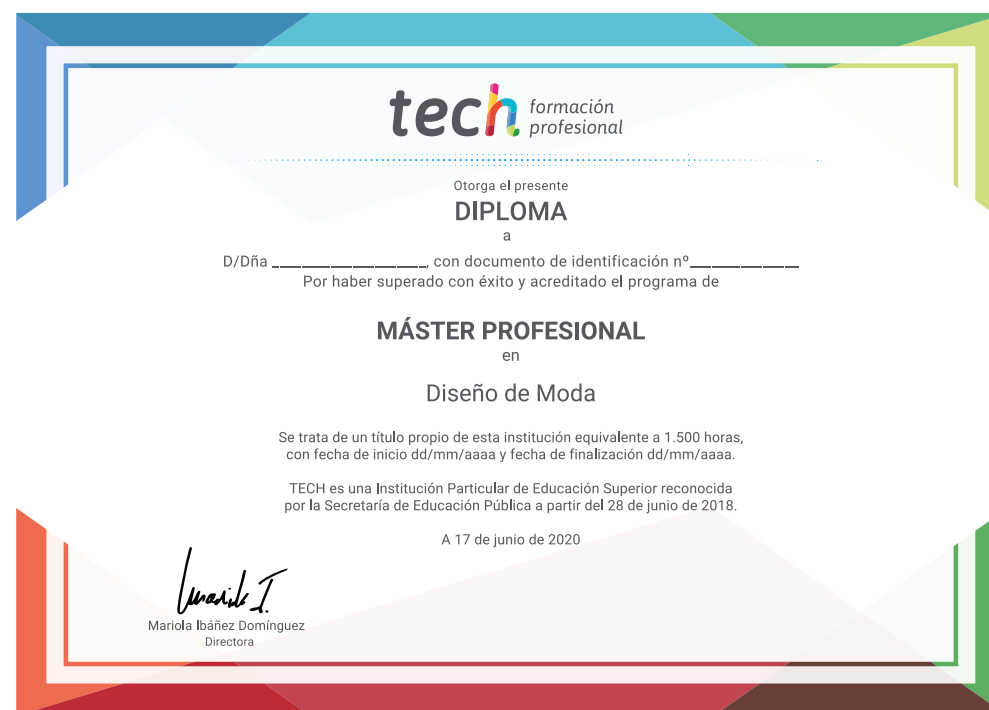 tech formación
profesional
Otorga el presente
DIPLOMA
a
D/Dña ______________________, con documento de identificación nº_______________
Por haber superado con éxito y acreditado el programa de
MÁSTER PROFESIONAL
en
Diseño de Moda
Se trata de un título propio de esta institución equivalente a 1.500 horas,
con fecha de inicio dd/mm/aaaa y fecha de finalización dd/mm/aaaa.
TECH es una Institución Particular de Educación Superior reconocida
por la Secretaría de Educación Pública a partir del 28 de junio de 2018.
A 17 de junio de 2020
Mariola Ibáñez Domínguez
Directora